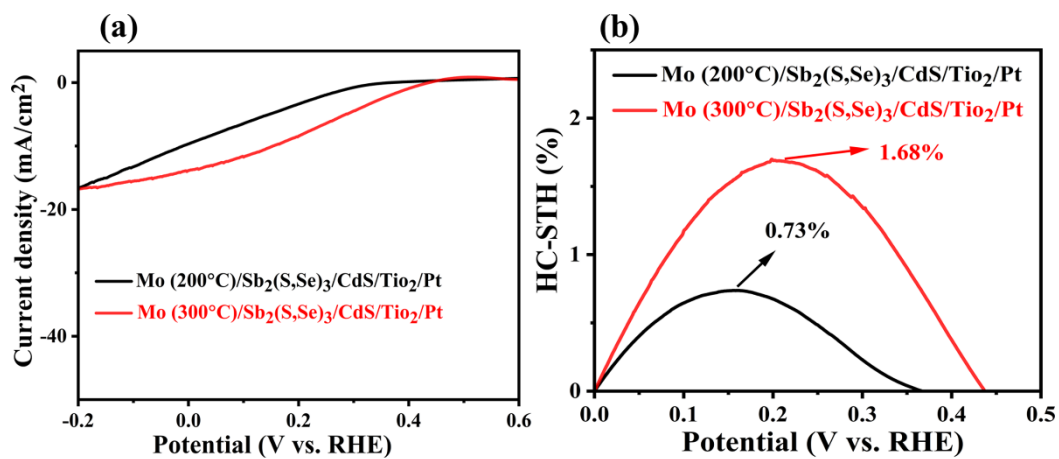 (a)
Current density (mA/cm²)
0
-20
-40
Mo (200°C)/Sb₂(S,Se)₃/CdS/Tio₂/Pt
Mo (300°C)/Sb₂(S,Se)₃/CdS/Tio₂/Pt
-0.2 0.0 0.2 0.4 0.6
Potential (V vs. RHE)
(b)
HC-STH (%)
2
1
0
Mo (200°C)/Sb₂(S,Se)₃/CdS/Tio₂/Pt
Mo (300°C)/Sb₂(S,Se)₃/CdS/Tio₂/Pt
1.68%
0.73%
0.0 0.1 0.2 0.3 0.4 0.5
Potential (V vs. RHE)